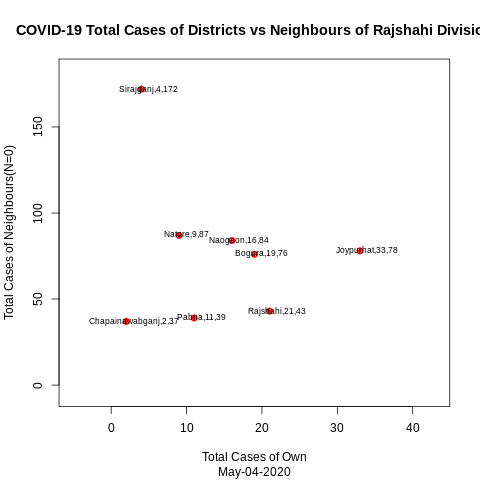 COVID-19 Total Cases of Districts vs Neighbours of Rajshahi Divisio
Total Cases of Neighbours(N=0)
150
100
50
0
Sirajganj,4,172
Natore,9,87
Naogaon,16,84
Bogura,19,76
Joypurhat,33,78
Rajshahi,21,43
Pabna,11,39
Chapainawabganj,2,37
0 10 20 30 40
Total Cases of Own
May-04-2020